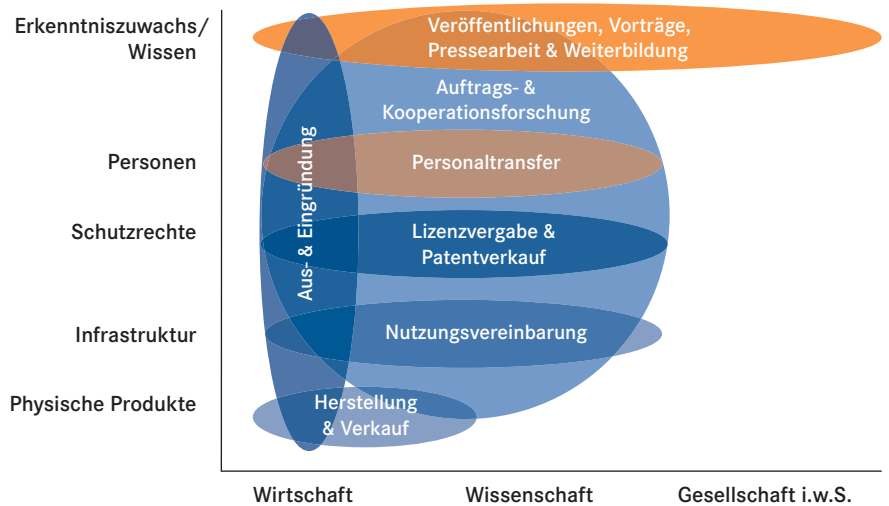 Erkenntniszuwachs/
Wissen
Veröffentlichungen, Vorträge,
Pressearbeit & Weiterbildung
Auftrags- &
Kooperationsforschung
Aus- & Eingründung
Personen
Personaltransfer
Schutzrechte
Lizenzvergabe &
Patentverkauf
Infrastruktur
Nutzungsvereinbarung
Physische Produkte
Herstellung
& Verkauf
Wirtschaft
Wissenschaft
Gesellschaft i.w.S.